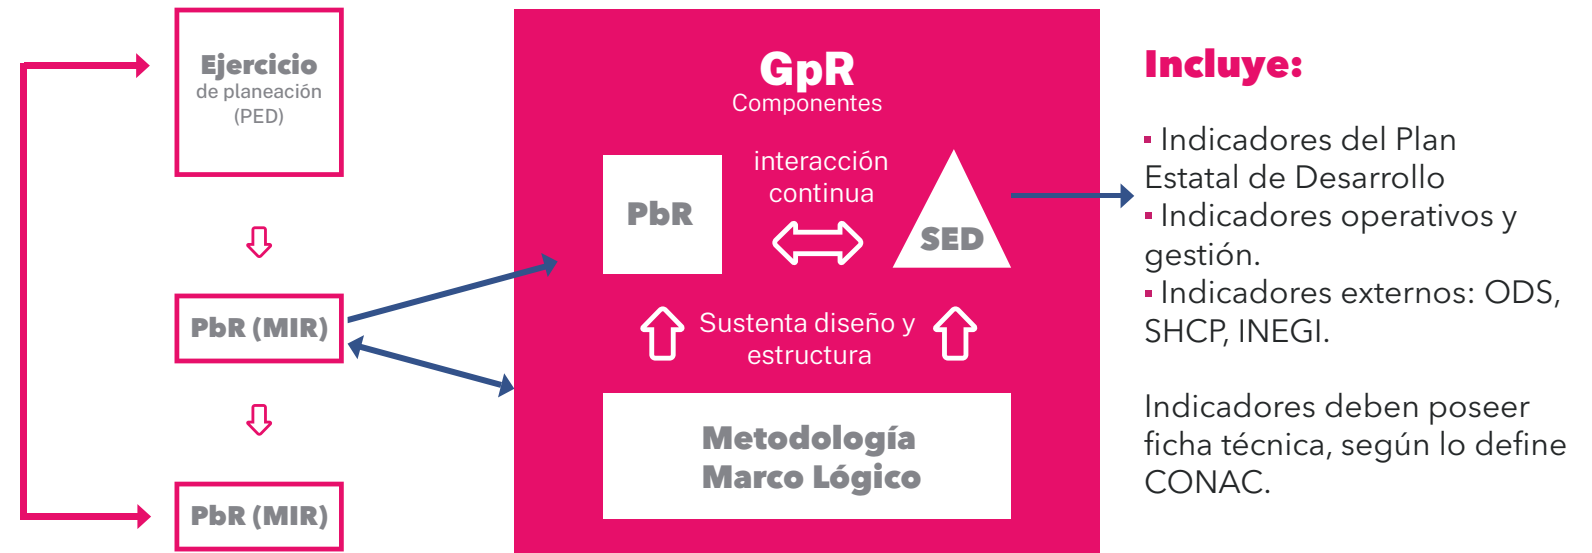 Ejercicio
de planeación
(PED)
PbR (MIR)
PbR (MIR)
GpR
Componentes
interacción
continua
PbR
SED
Sustenta diseño y
estructura
Metodología
Marco Lógico
Incluye:
▪ Indicadores del Plan
Estatal de Desarrollo
▪ Indicadores operativos y
gestión.
▪ Indicadores externos: ODS,
SHCP, INEGI.
Indicadores deben poseer
ficha técnica, según lo define
CONAC.